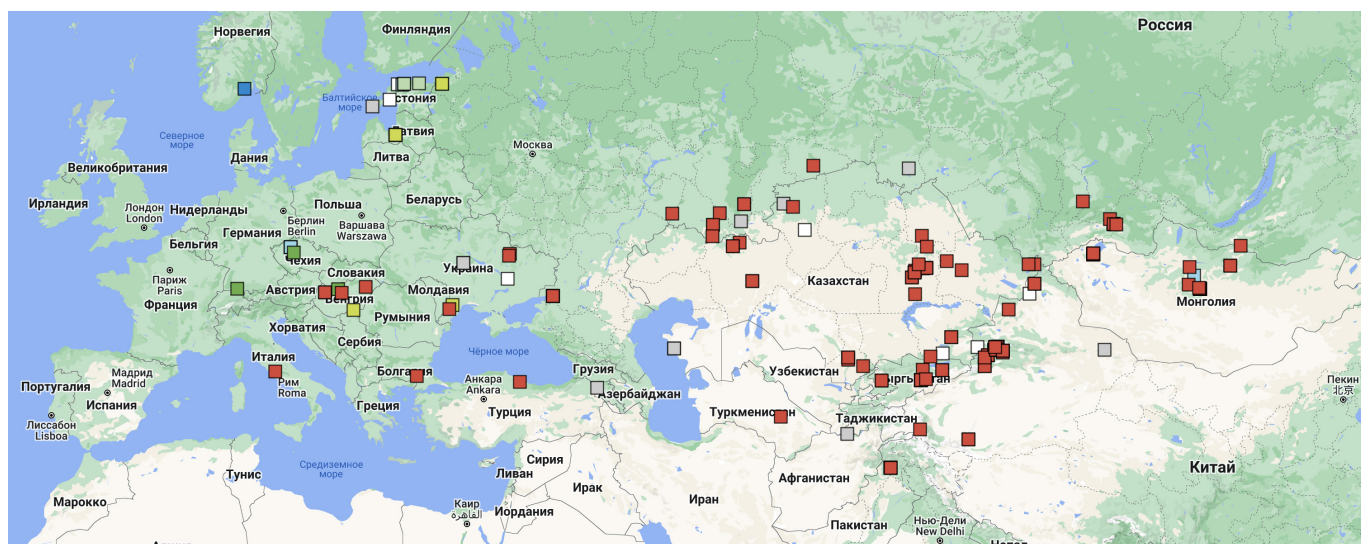 Россия
Норвегия
Финляндия
Балтийское
море
стония
Северное
море
Москва
атвия
Литва
Дания
Великобритания
Беларусь
Ирландия
Нидерланды
Лондон
London
Польша
Берлин
Berlin
Варшава
Warszawa
Германия
Бельгия
Чехия
Украина
Париж
Paris
Словакия
Австрия
Молдавия
Казахстан
Венгрия
Монголия
Франция
Румыния
Хорватия
Сербия
Италия
Чёрное море
Болгария
Грузия
Узбекистан
Кыргызстан
Португалия
Мадрид
Madrid
Рим
Roma
Анкара
Ankara
Азербайджан
Пекин
北京
Испания
Греция
Турция
Туркменистан
Таджикистан
Лиссабон
Lisboa
Средиземное
море
Сирия
Тунис
Ливан
Ирак
Афганистан
Китай
Марокко
Иран
Каир
القاهرة
Иордания
Пакистан
Нью-Дели
New Delhi